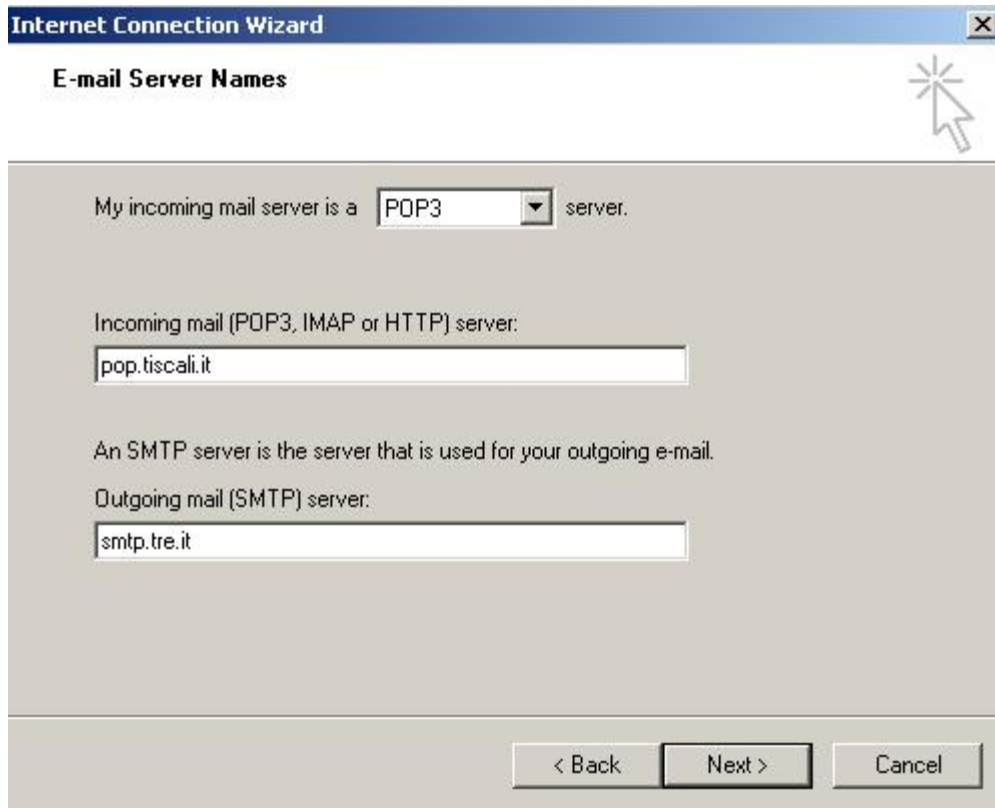 Internet Connection Wizard
E-mail Server Names
My incoming mail server is a POP3 server.
Incoming mail (POP3, IMAP or HTTP) server:
pop.tiscali.it
An SMTP server is the server that is used for your outgoing e-mail.
Outgoing mail (SMTP) server:
smtp.tre.it
< Back Next > Cancel